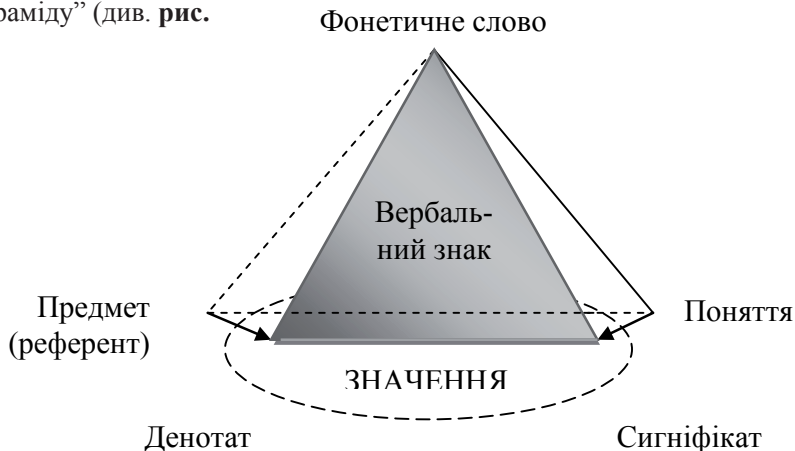 раміду” (див. рис.
Фонетичне слово
Вербаль-
ний знак
Предмет
(референт)
Поняття
ЗНАЧЕННЯ
Денотат
Сигніфікат